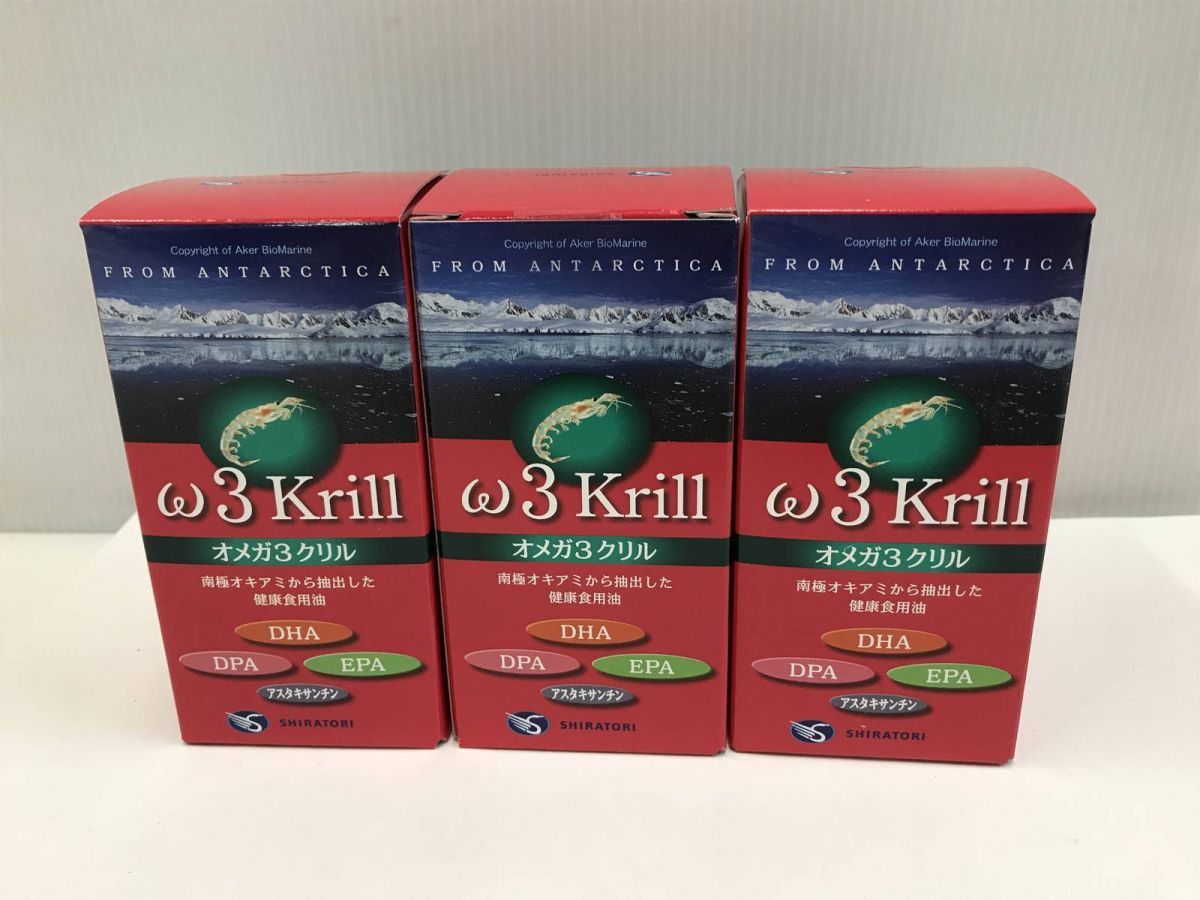 Copyright of Aker BioMarine
FROM ANTARCTICA
ω3 Krill
オメガ3クリル
南極オキアミから抽出した
健康食用油
DHA
DPA
EPA
アスタキサンチン
SHIRATORI
Copyright of Aker BioMarine
FROM ANTARCTICA
ω3 Krill
オメガ3クリル
南極オキアミから抽出した
健康食用油
DHA
DPA
EPA
アスタキサンチン
SHIRATORI
Copyright of Aker BioMarine
FROM ANTARCTICA
ω3 Krill
オメガ3クリル
南極オキアミから抽出した
健康食用油
DHA
DPA
EPA
アスタキサンチン
SHIRATORI